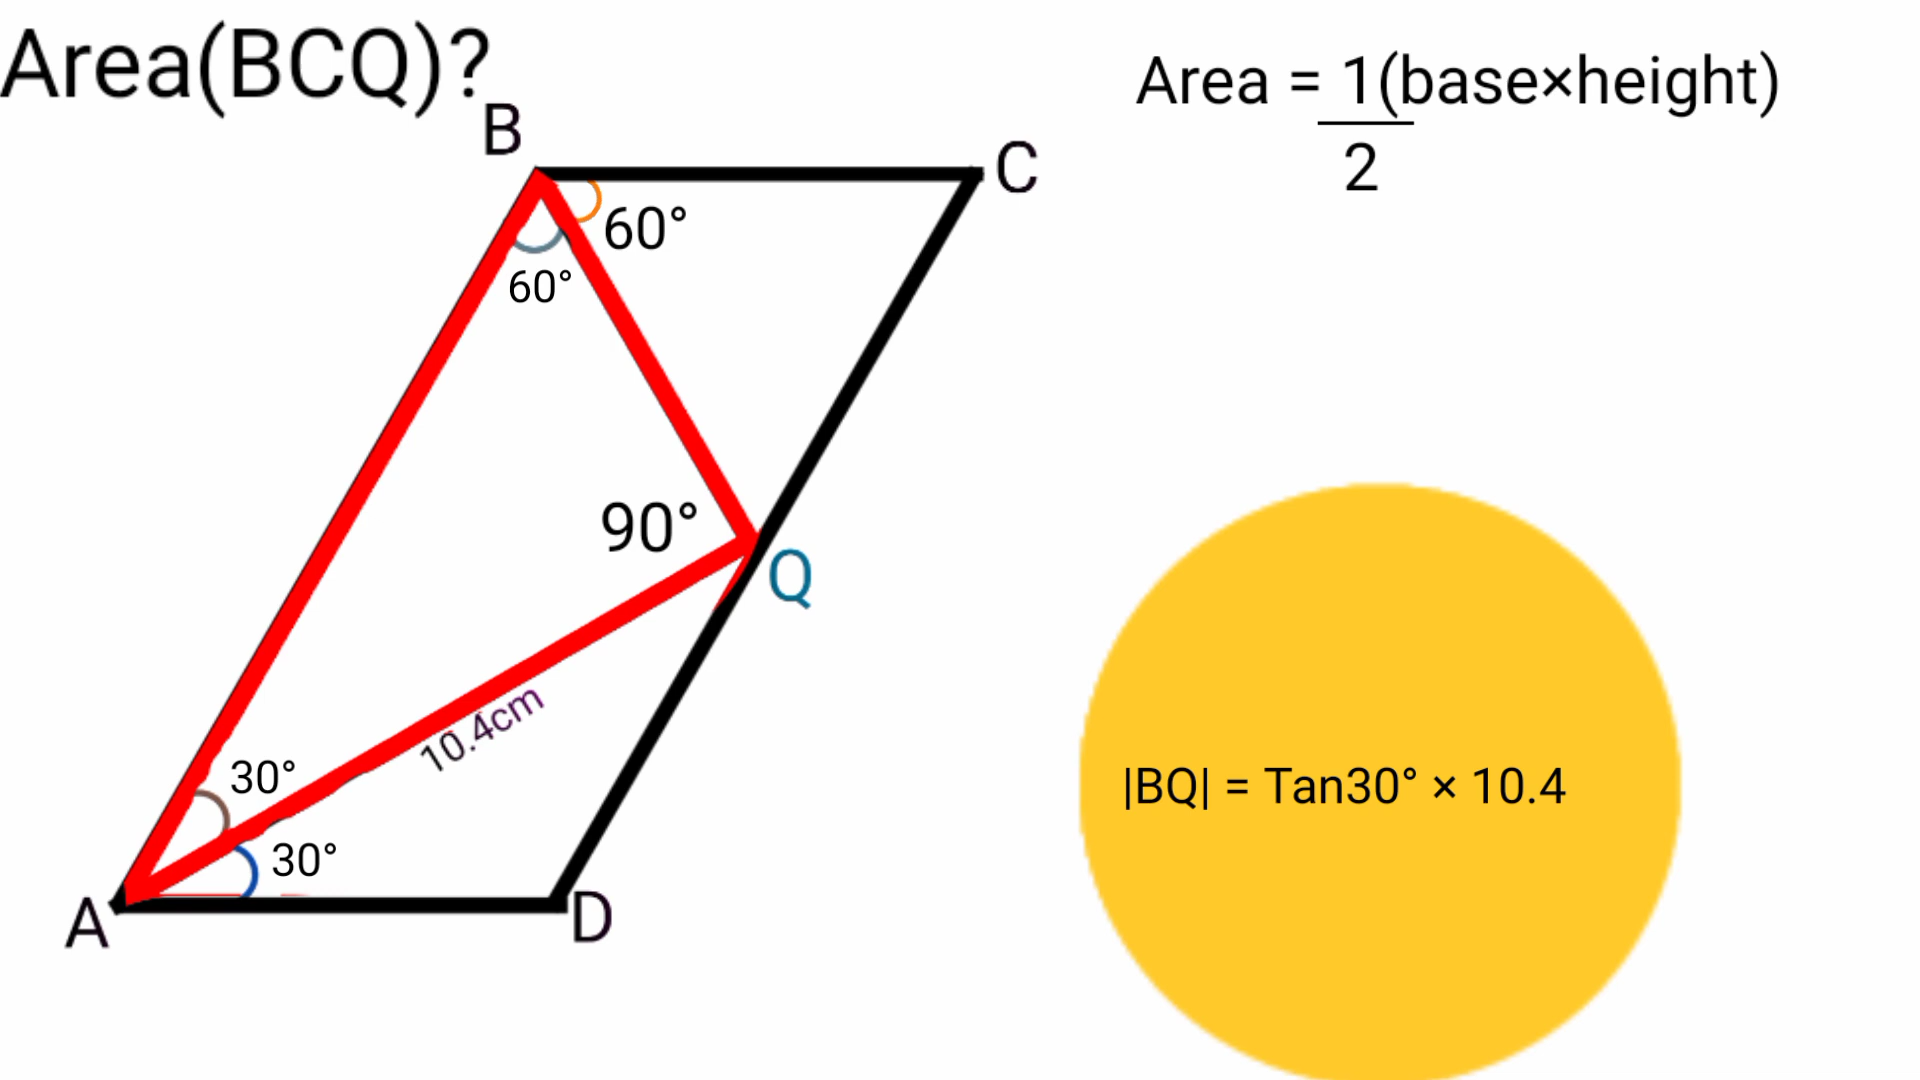 Area(BCQ)?
Area = 1(base×height)
2
B
C
60°
60°
90°
Q
10.4cm
30°
30°
A
D
|BQ| = Tan30° × 10.4